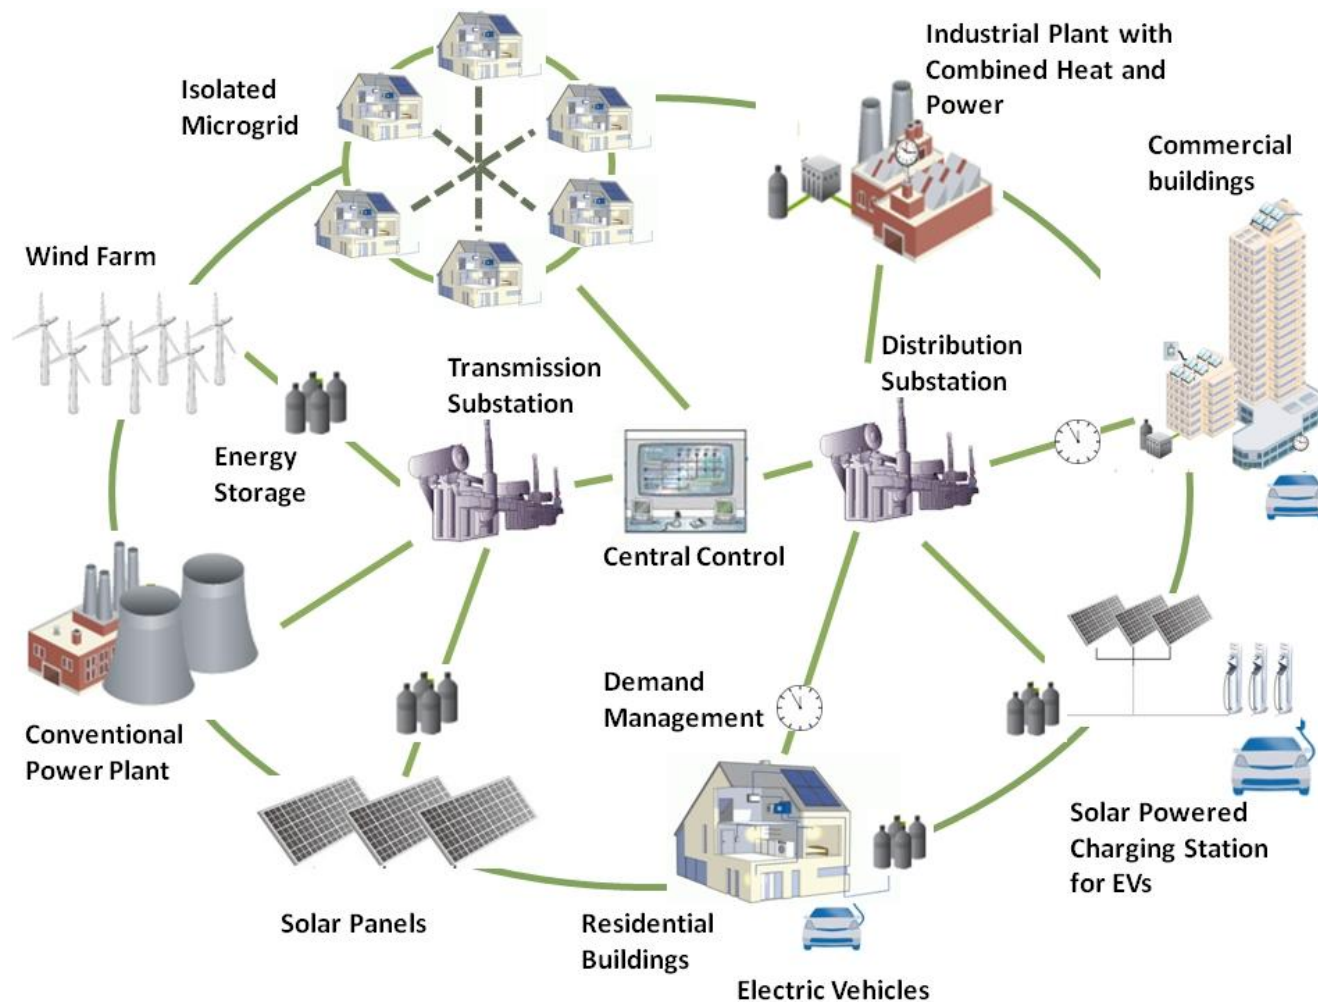 Industrial Plant with
Combined Heat and
Power
Isolated
Microgrid
Commercial
buildings
Wind Farm
Transmission
Substation
Distribution
Substation
Energy
Storage
Central Control
Demand
Management
Conventional
Power Plant
Solar Powered
Charging Station
for EVs
Solar Panels
Residential
Buildings
Electric Vehicles